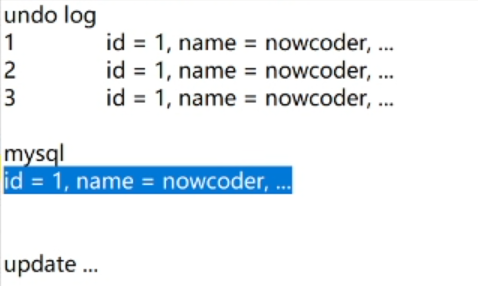 undo log
1 id = 1, name = nowcoder, ...
2 id = 1, name = nowcoder, ...
3 id = 1, name = nowcoder, ...
mysql
id = 1, name = nowcoder, ...
update ...